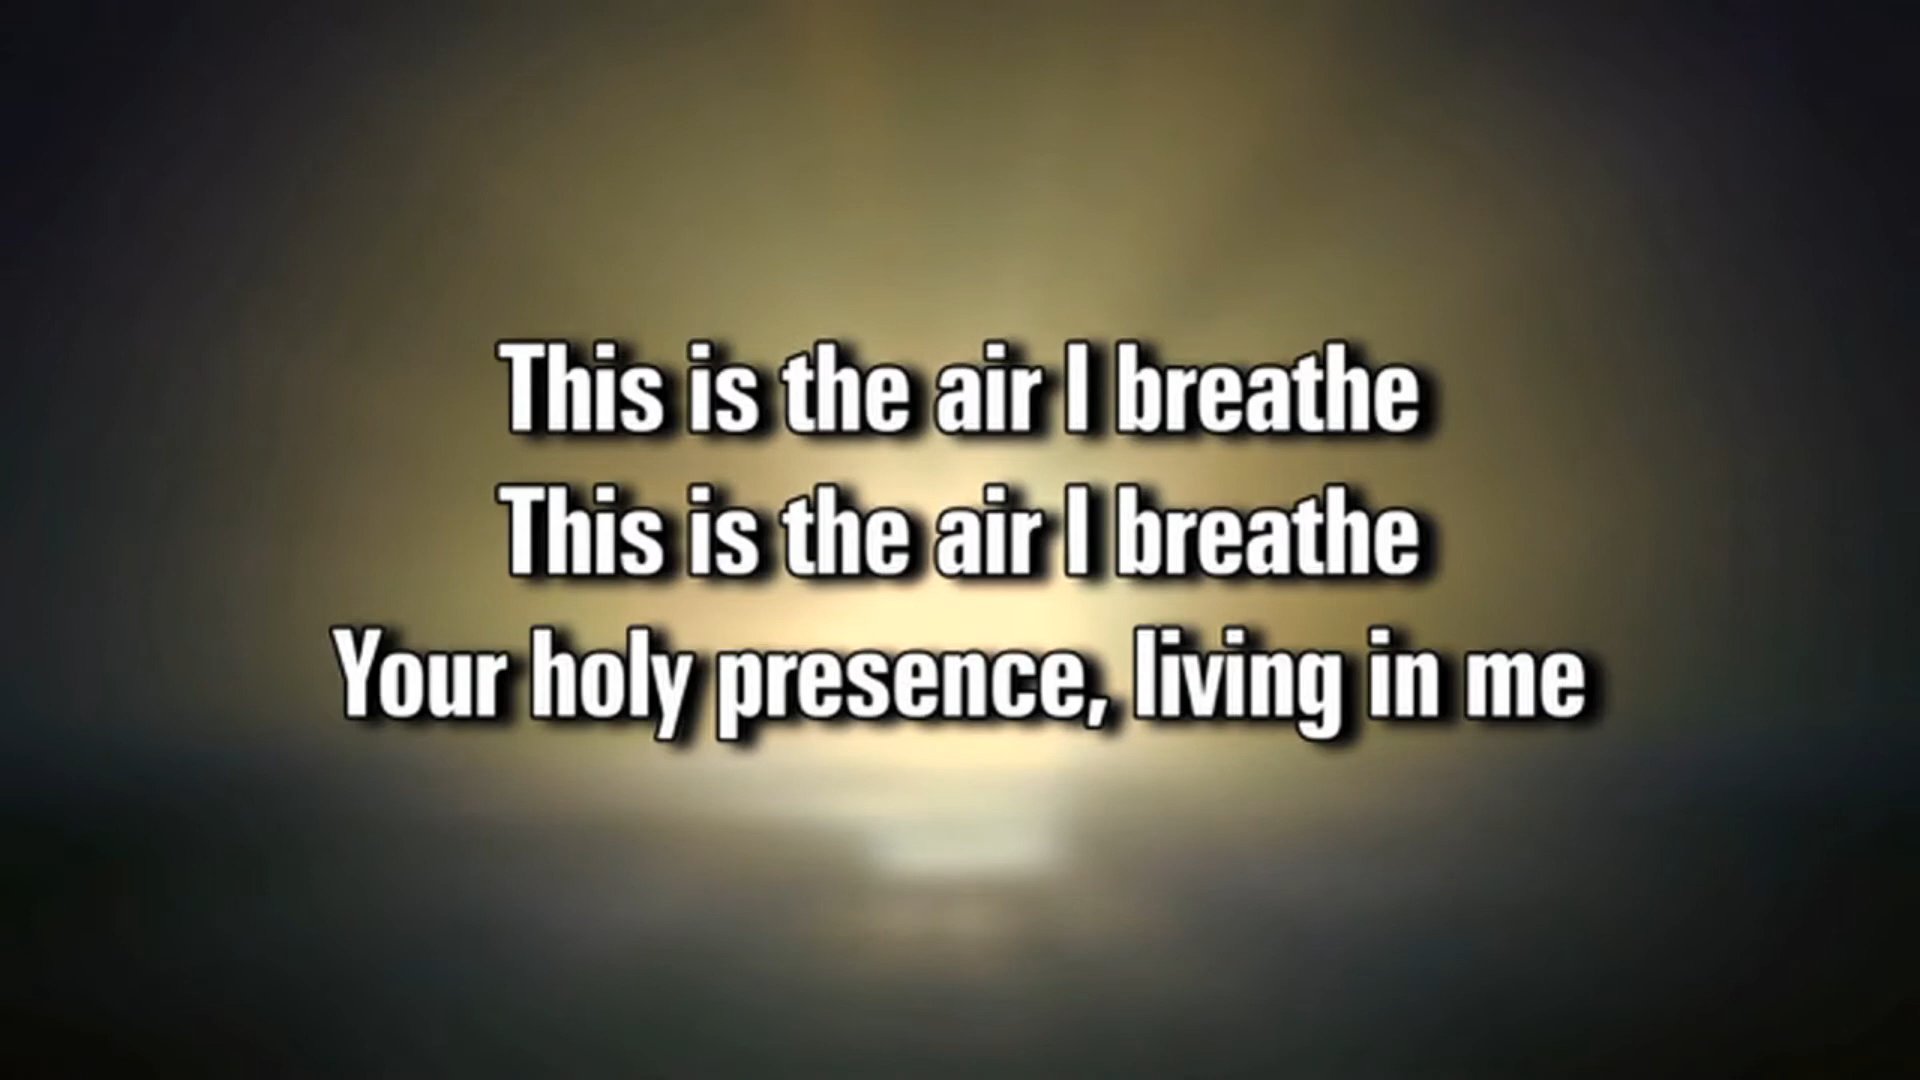 This is the air I breathe
This is the air I breathe
Your holy presence, living in me